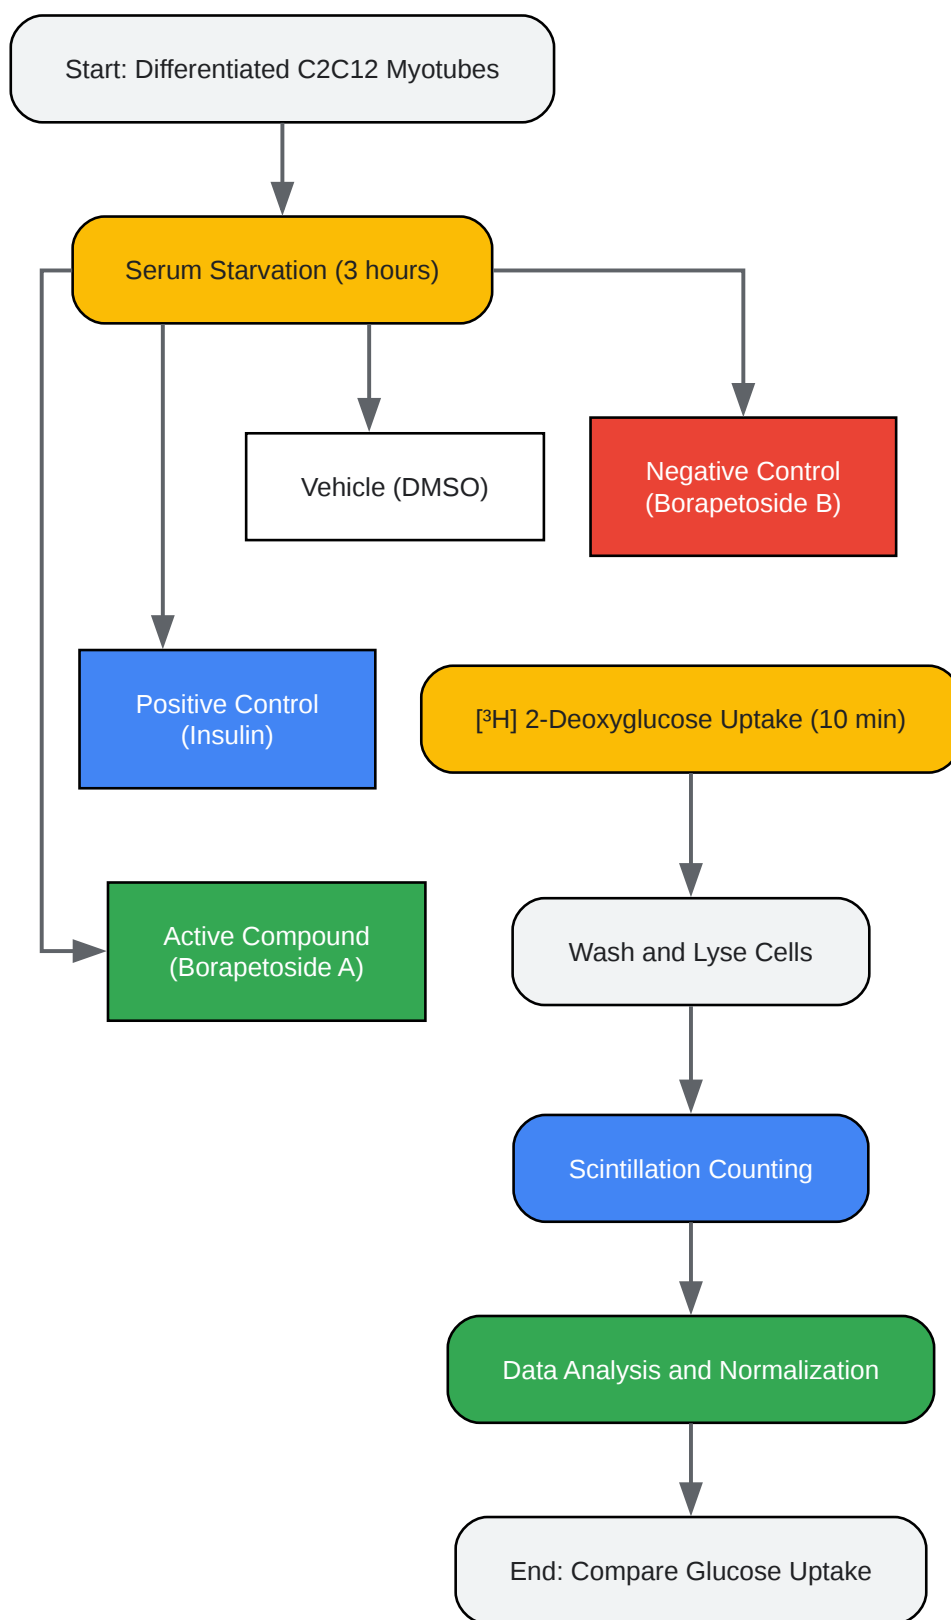 Start: Differentiated C2C12 Myotubes
Serum Starvation (3 hours)
Vehicle (DMSO)
Negative Control
(Borapetoside B)
Positive Control
(Insulin)
[³H] 2-Deoxyglucose Uptake (10 min)
Active Compound
(Borapetoside A)
Wash and Lyse Cells
Scintillation Counting
Data Analysis and Normalization
End: Compare Glucose Uptake